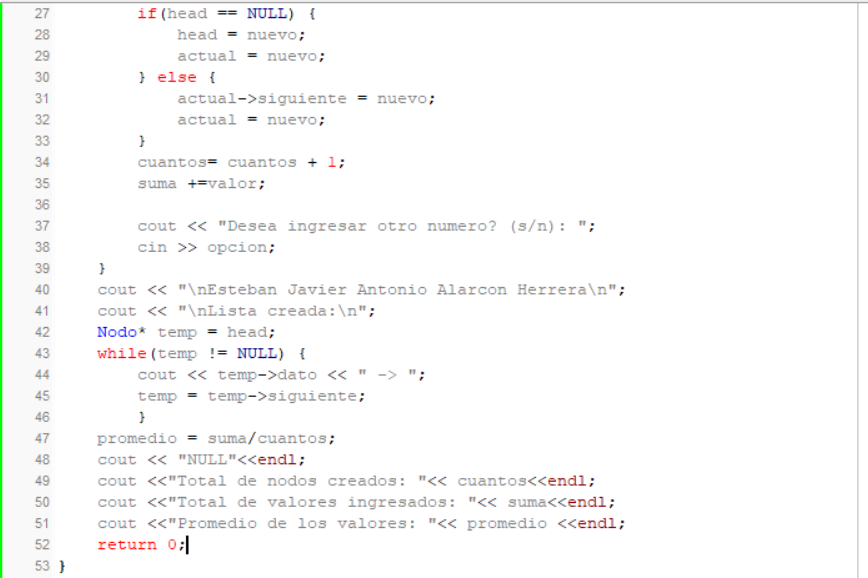 27 if(head == NULL) {
28 head = nuevo;
29 actual = nuevo;
30 } else {
31 actual->siguiente = nuevo;
32 actual = nuevo;
33 }
34 cuantos= cuantos + 1;
35 suma +=valor;
36
37 cout << "Desea ingresar otro numero? (s/n): ";
38 cin >> opcion;
39 }
40 cout << "\nEsteban Javier Antonio Alarcon Herrera\n";
41 cout << "\nLista creada:\n";
42 Nodo* temp = head;
43 while(temp != NULL) {
44 cout << temp->dato << " -> ";
45 temp = temp->siguiente;
46 }
47 promedio = suma/cuantos;
48 cout << "NULL"<<endl;
49 cout <<"Total de nodos creados: "<< cuantos<<endl;
50 cout <<"Total de valores ingresados: "<< suma<<endl;
51 cout <<"Promedio de los valores: "<< promedio <<endl;
52 return 0;
53 }